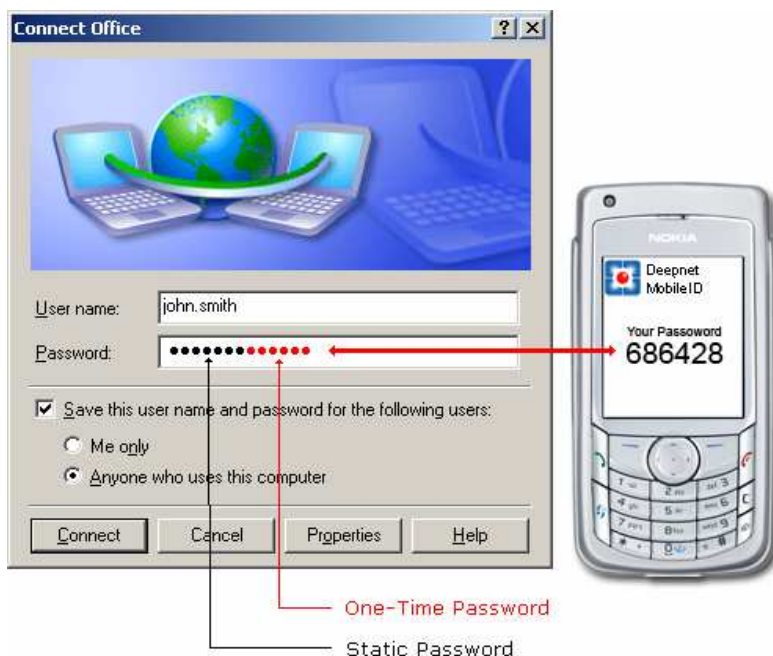 Connect Office
User name:
john.smith
Password:
Save this user name and password for the following users:
Me only
Anyone who uses this computer
Connect
Cancel
Properties
Help
NOKIA
Deepnet
MobileID
Your Passoword
686428
One-Time Password
Static Password